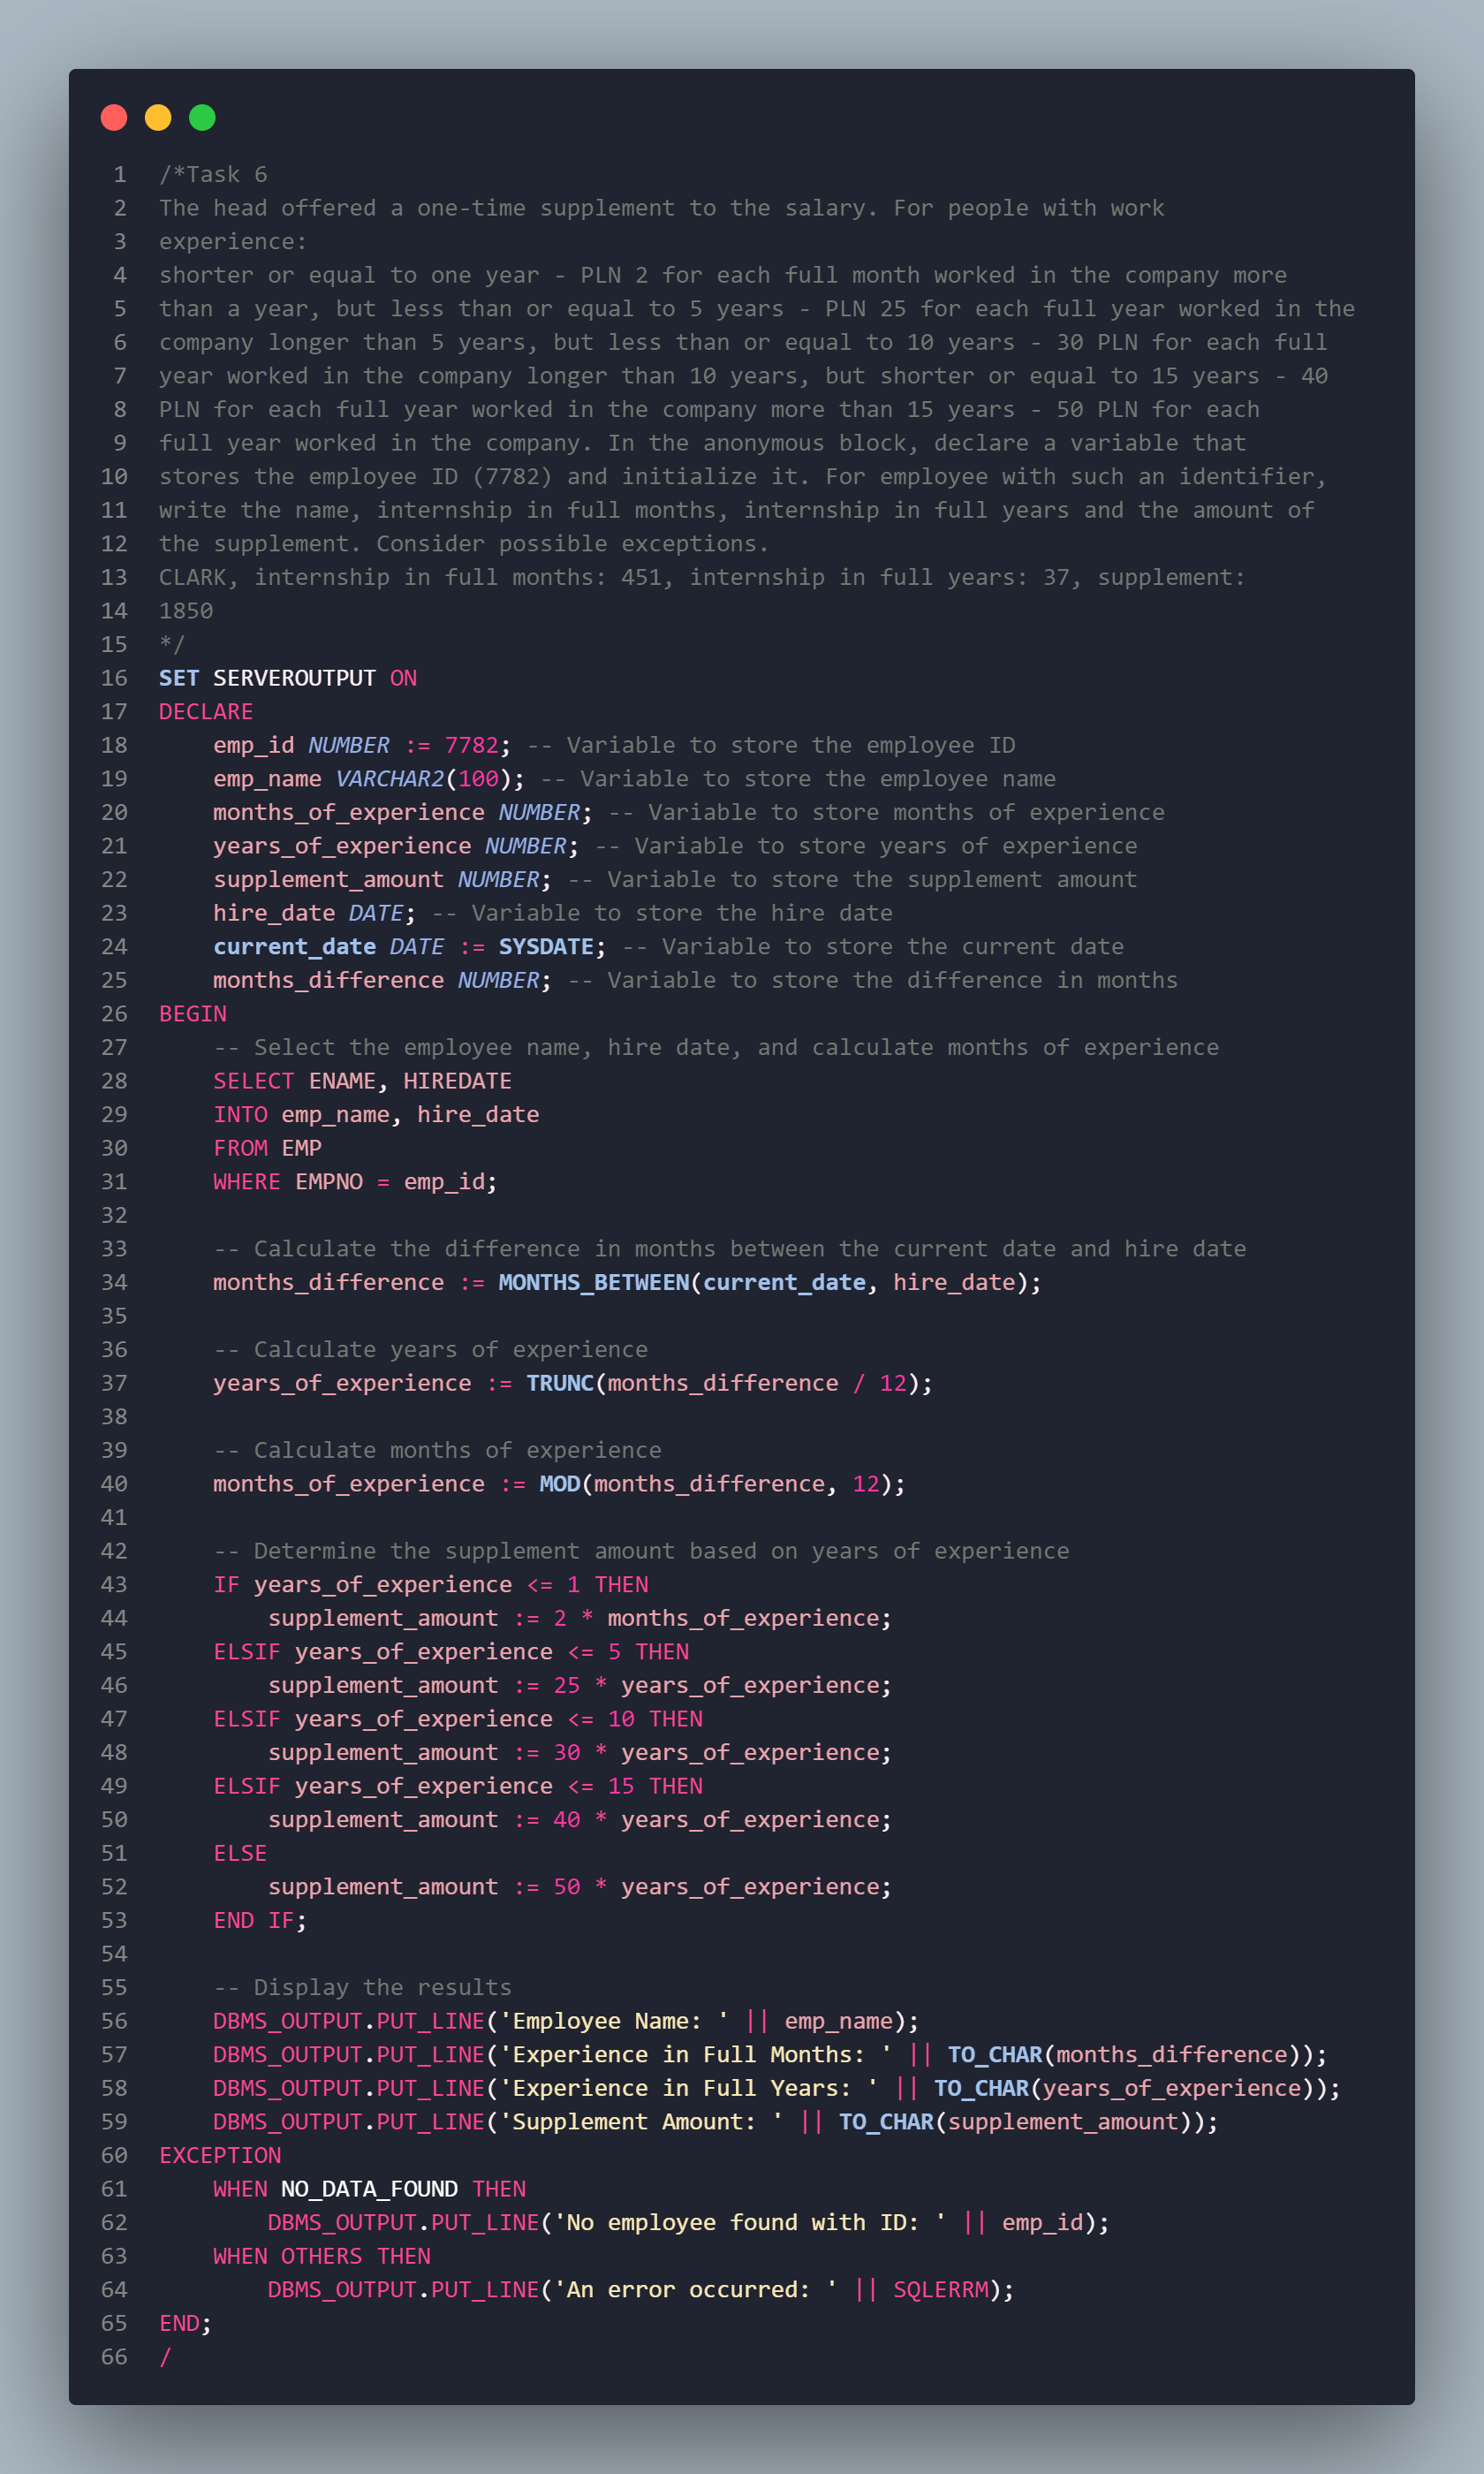 1 /*Task 6
2 The head offered a one-time supplement to the salary. For people with work
3 experience:
4 shorter or equal to one year - PLN 2 for each full month worked in the company more
5 than a year, but less than or equal to 5 years - PLN 25 for each full year worked in the
6 company longer than 5 years, but less than or equal to 10 years - 30 PLN for each full
7 year worked in the company longer than 10 years, but shorter or equal to 15 years - 40
8 PLN for each full year worked in the company more than 15 years - 50 PLN for each
9 full year worked in the company. In the anonymous block, declare a variable that
10 stores the employee ID (7782) and initialize it. For employee with such an identifier,
11 write the name, internship in full months, internship in full years and the amount of
12 the supplement. Consider possible exceptions.
13 CLARK, internship in full months: 451, internship in full years: 37, supplement:
14 1850
15 */
16 SET SERVEROUTPUT ON
17 DECLARE
18     emp_id NUMBER := 7782; -- Variable to store the employee ID
19     emp_name VARCHAR2(100); -- Variable to store the employee name
20     months_of_experience NUMBER; -- Variable to store months of experience
21     years_of_experience NUMBER; -- Variable to store years of experience
22     supplement_amount NUMBER; -- Variable to store the supplement amount
23     hire_date DATE; -- Variable to store the hire date
24     current_date DATE := SYSDATE; -- Variable to store the current date
25     months_difference NUMBER; -- Variable to store the difference in months
26 BEGIN
27     -- Select the employee name, hire date, and calculate months of experience
28     SELECT ENAME, HIREDATE
29     INTO emp_name, hire_date
30     FROM EMP
31     WHERE EMPNO = emp_id;
32
33     -- Calculate the difference in months between the current date and hire date
34     months_difference := MONTHS_BETWEEN(current_date, hire_date);
35
36     -- Calculate years of experience
37     years_of_experience := TRUNC(months_difference / 12);
38
39     -- Calculate months of experience
40     months_of_experience := MOD(months_difference, 12);
41
42     -- Determine the supplement amount based on years of experience
43     IF years_of_experience <= 1 THEN
44         supplement_amount := 2 * months_of_experience;
45     ELSIF years_of_experience <= 5 THEN
46         supplement_amount := 25 * years_of_experience;
47     ELSIF years_of_experience <= 10 THEN
48         supplement_amount := 30 * years_of_experience;
49     ELSIF years_of_experience <= 15 THEN
50         supplement_amount := 40 * years_of_experience;
51     ELSE
52         supplement_amount := 50 * years_of_experience;
53     END IF;
54
55     -- Display the results
56     DBMS_OUTPUT.PUT_LINE('Employee Name: ' || emp_name);
57     DBMS_OUTPUT.PUT_LINE('Experience in Full Months: ' || TO_CHAR(months_difference));
58     DBMS_OUTPUT.PUT_LINE('Experience in Full Years: ' || TO_CHAR(years_of_experience));
59     DBMS_OUTPUT.PUT_LINE('Supplement Amount: ' || TO_CHAR(supplement_amount));
60 EXCEPTION
61     WHEN NO_DATA_FOUND THEN
62         DBMS_OUTPUT.PUT_LINE('No employee found with ID: ' || emp_id);
63     WHEN OTHERS THEN
64         DBMS_OUTPUT.PUT_LINE('An error occurred: ' || SQLERRM);
65 END;
66 /